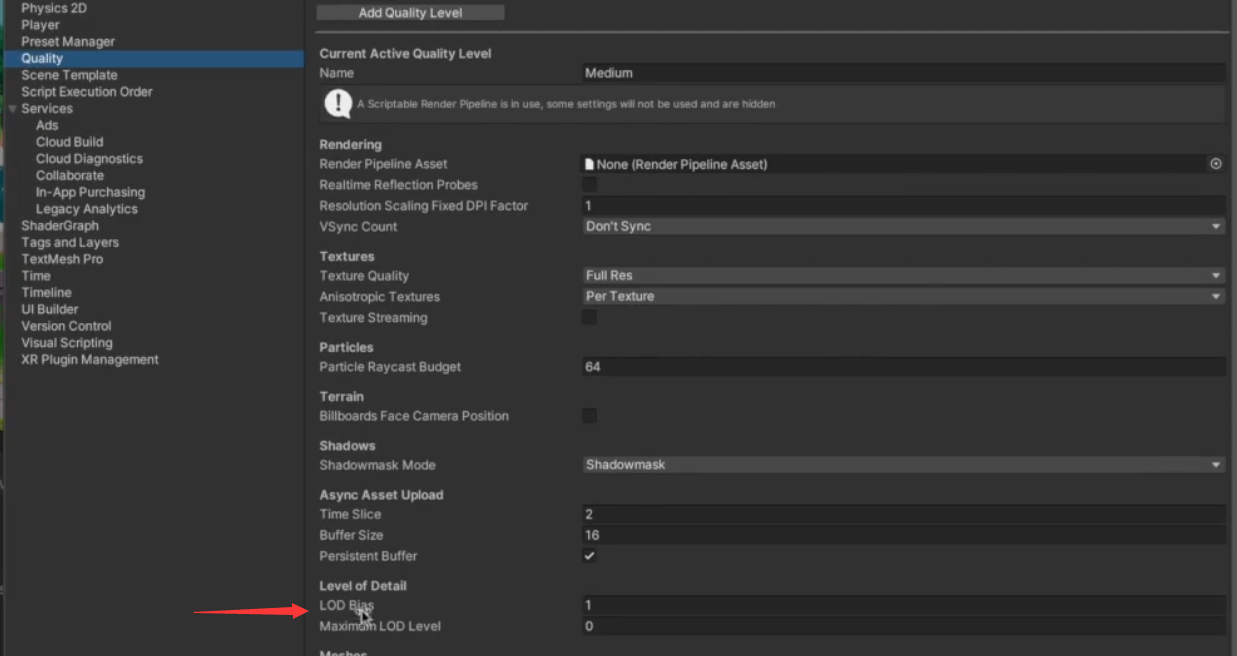 Physics 2D
Player
Preset Manager
Quality
Scene Template
Script Execution Order
Services
Ads
Cloud Build
Cloud Diagnostics
Collaborate
In-App Purchasing
Legacy Analytics
ShaderGraph
Tags and Layers
TextMesh Pro
Time
Timeline
UI Builder
Version Control
Visual Scripting
XR Plugin Management
Add Quality Level
Current Active Quality Level
Name Medium
A Scriptable Render Pipeline is in use, some settings will not be used and are hidden
Rendering
Render Pipeline Asset None (Render Pipeline Asset)
Realtime Reflection Probes
Resolution Scaling Fixed DPI Factor 1
VSync Count Don't Sync
Textures
Texture Quality Full Res
Anisotropic Textures Per Texture
Texture Streaming
Particles
Particle Raycast Budget 64
Terrain
Billboards Face Camera Position
Shadows
Shadowmask Mode Shadowmask
Async Asset Upload
Time Slice 2
Buffer Size 16
Persistent Buffer
Level of Detail
LOD Bias 1
Maximum LOD Level 0
Meshes